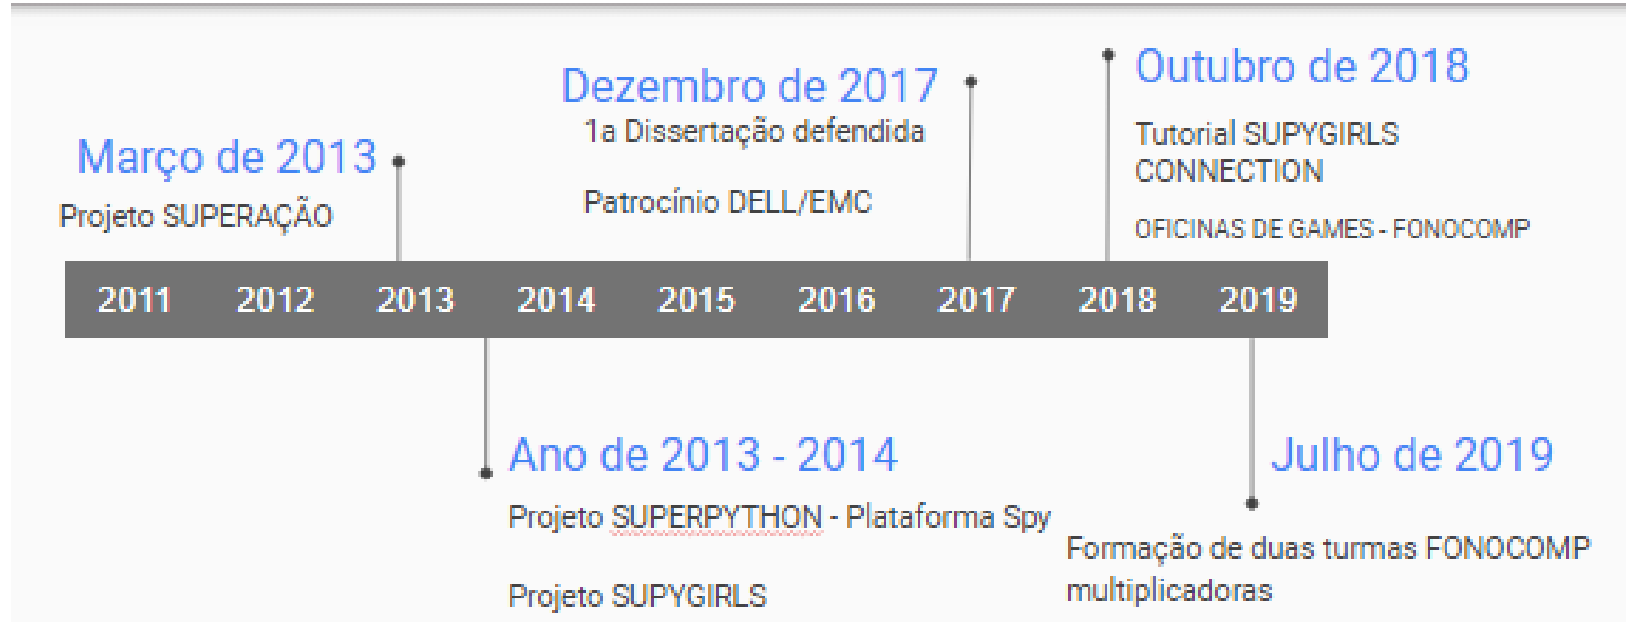 Março de 2013
Projeto SUPERAÇÃO
Dezembro de 2017
1a Dissertação defendida
Patrocínio DELL/EMC
Outubro de 2018
Tutorial SUPYGIRLS
CONNECTION
OFICINAS DE GAMES - FONOCOMP
2011 2012 2013 2014 2015 2016 2017 2018 2019
Ano de 2013 - 2014
Projeto SUPERPYTHON - Plataforma Spy
Projeto SUPYGIRLS
Julho de 2019
Formação de duas turmas FONOCOMP
multiplicadoras